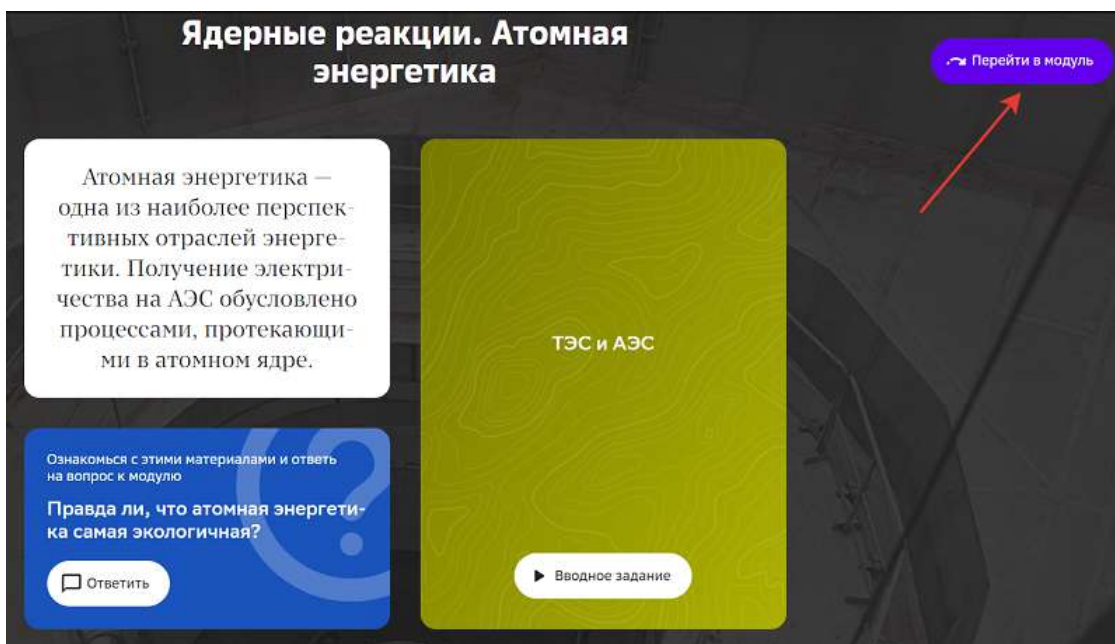 Ядерные реакции. Атомная
энергетика
Перейти в модуль
Атомная энергетика —
одна из наиболее перспек-
тивных отраслей энерге-
тики. Получение электри-
чества на АЭС обусловлено
процессами, протекающи-
ми в атомном ядре.
ТЭС и АЭС
Вводное задание
Ознакомься с этими материалами и ответь
на вопрос к модулю
Правда ли, что атомная энергети-
ка самая экологичная?
Ответить